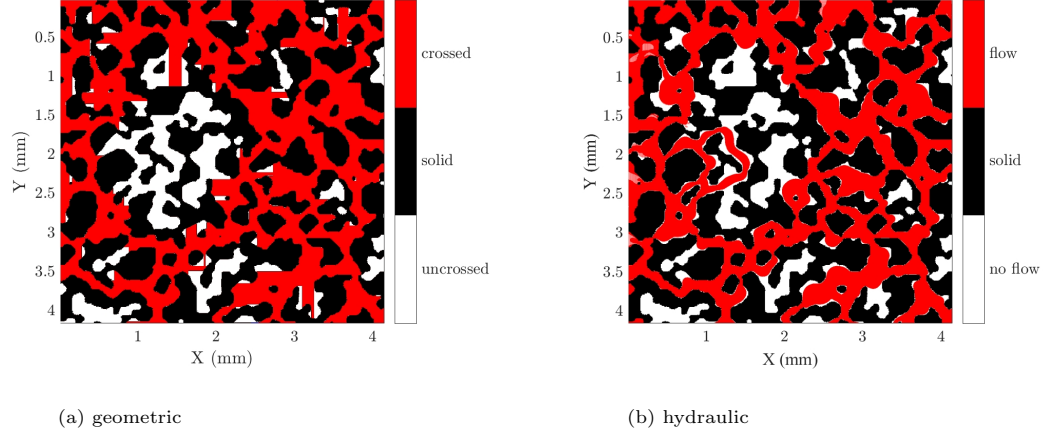 0.5
1
1.5
2
2.5
3
3.5
4
Y (mm)
1 2 3 4
X (mm)
crossed
solid
uncrossed
(a) geometric
0.5
1
1.5
2
2.5
3
3.5
4
Y (mm)
1 2 3 4
X (mm)
flow
solid
no flow
(b) hydraulic